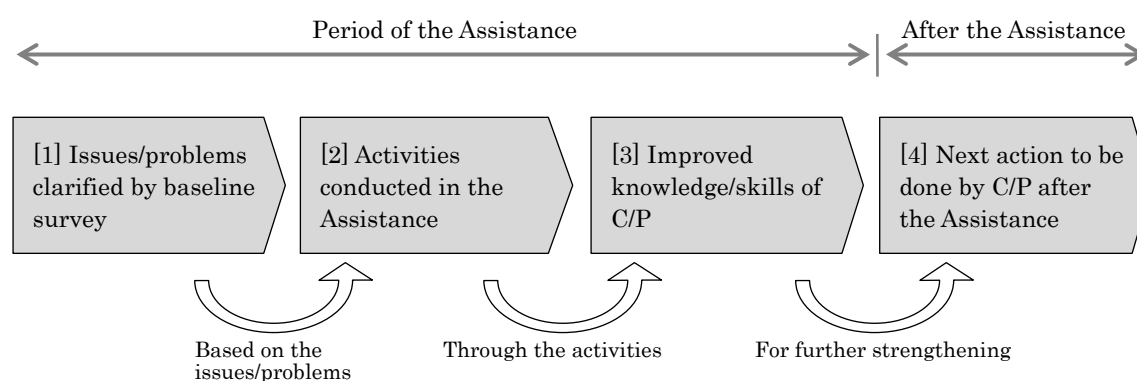 Period of the Assistance
After the Assistance
[1] Issues/problems
clarified by baseline
survey
[2] Activities
conducted in the
Assistance
[3] Improved
knowledge/skills of
C/P
[4] Next action to be
done by C/P after
the Assistance
Based on the
issues/problems
Through the activities
For further strengthening